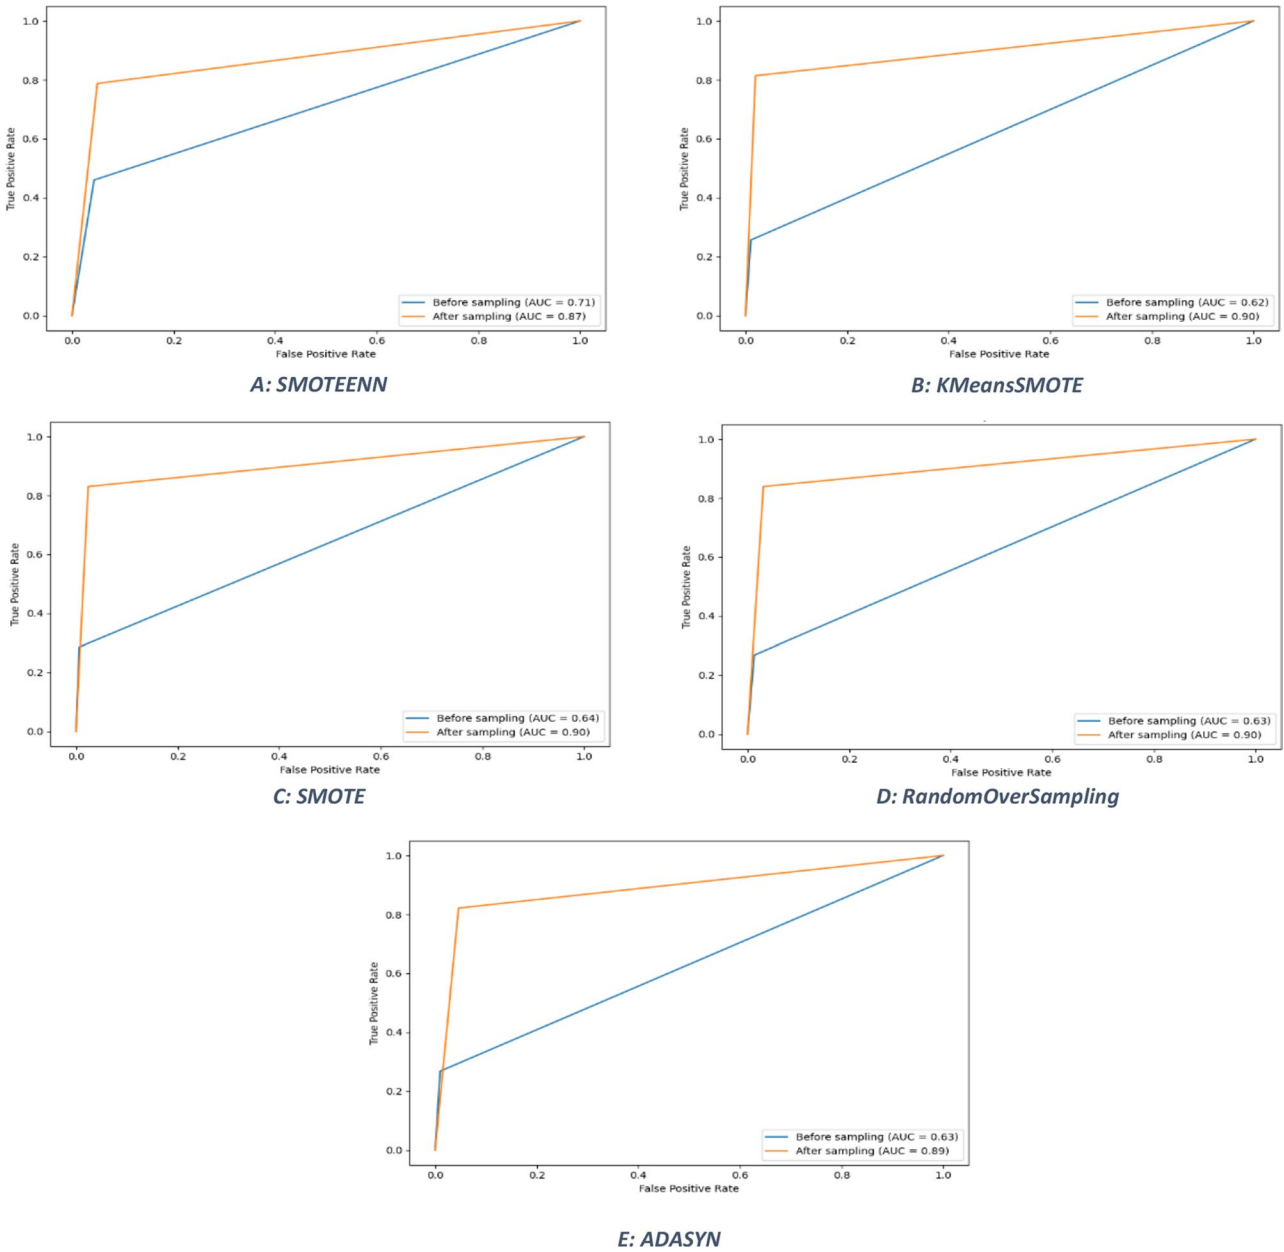 1.0
0.8
0.6
0.4
0.2
0.0
True Positive Rate
Before sampling (AUC = 0.71)
After sampling (AUC = 0.87)
0.0 0.2 0.4 0.6 0.8 1.0
False Positive Rate
A: SMOTEENN
1.0
0.8
0.6
0.4
0.2
0.0
True Positive Rate
Before sampling (AUC = 0.62)
After sampling (AUC = 0.90)
0.0 0.2 0.4 0.6 0.8 1.0
False Positive Rate
B: KMeansSMOTE
1.0
0.8
0.6
0.4
0.2
0.0
True Positive Rate
Before sampling (AUC = 0.64)
After sampling (AUC = 0.90)
0.0 0.2 0.4 0.6 0.8 1.0
False Positive Rate
C: SMOTE
1.0
0.8
0.6
0.4
0.2
0.0
True Positive Rate
Before sampling (AUC = 0.63)
After sampling (AUC = 0.90)
0.0 0.2 0.4 0.6 0.8 1.0
False Positive Rate
D: RandomOverSampling
1.0
0.8
0.6
0.4
0.2
0.0
True Positive Rate
Before sampling (AUC = 0.63)
After sampling (AUC = 0.89)
0.0 0.2 0.4 0.6 0.8 1.0
False Positive Rate
E: ADASYN